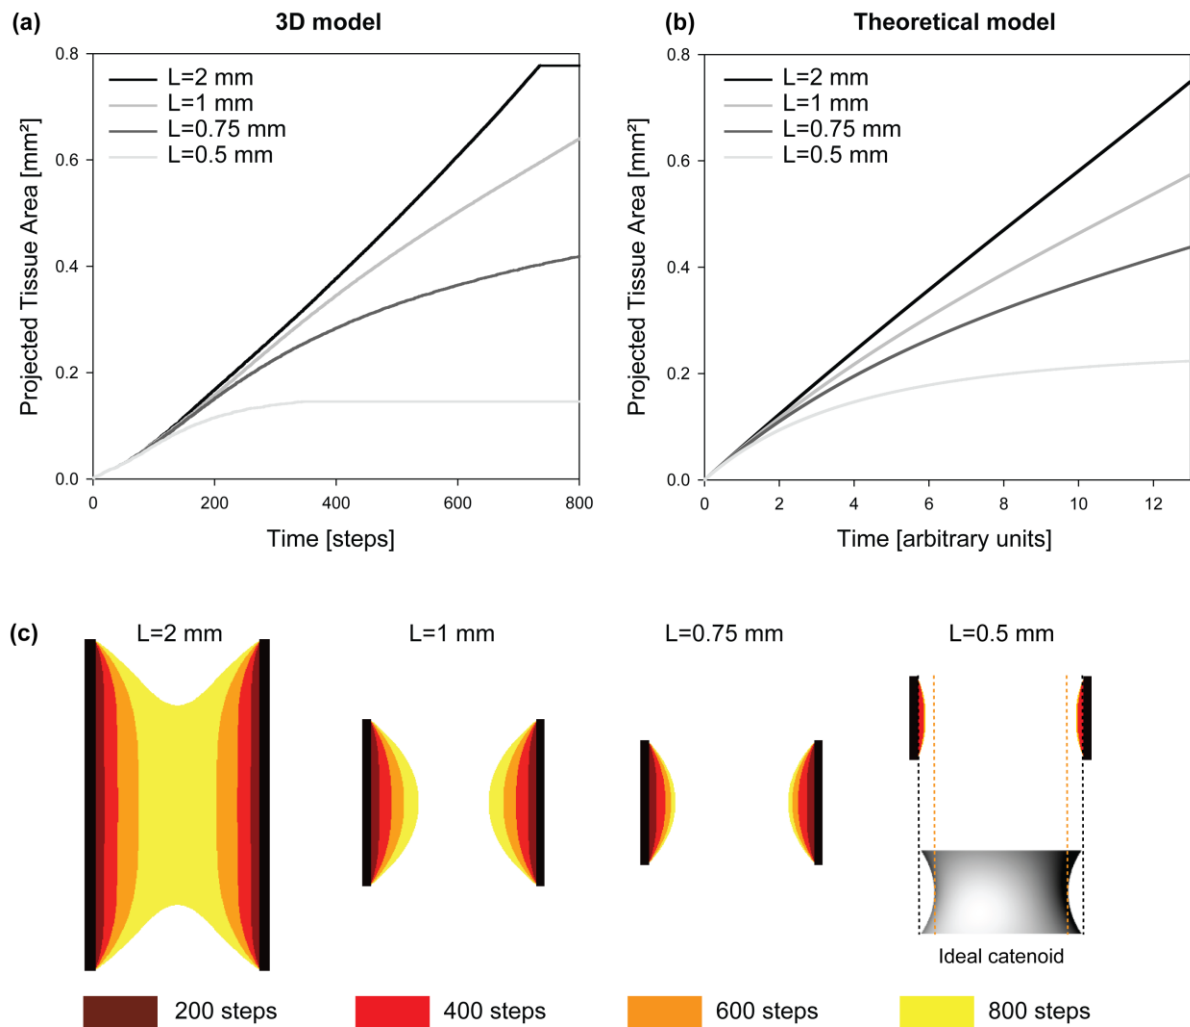 (a) 3D model
Projected Tissue Area [mm²]
0.8
0.6
0.4
0.2
0.0
L=2 mm
L=1 mm
L=0.75 mm
L=0.5 mm
0 200 400 600 800
Time [steps]
(b) Theoretical model
Projected Tissue Area [mm²]
0.8
0.6
0.4
0.2
0.0
L=2 mm
L=1 mm
L=0.75 mm
L=0.5 mm
0 2 4 6 8 10 12
Time [arbitrary units]
(c)
L=2 mm L=1 mm L=0.75 mm L=0.5 mm
Ideal catenoid
200 steps 400 steps 600 steps 800 steps